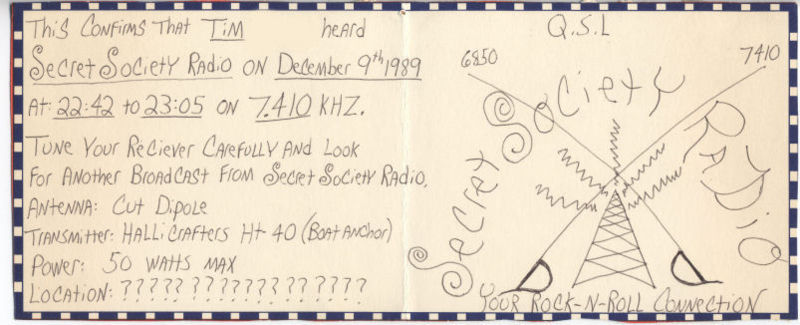 This Confirms That Tim heard
Secret Society Radio on December 9th 1989
At: 22:42 to 23:05 on 7.410 KHZ.
Tune Your Reciever Carefully And Look
For Another Broadcast From Secret Society Radio.
Antenna: Cut Dipole
Transmitter: Hallicrafters Ht 40 (Boat Anchor)
Power: 50 watts max
Location: ????? ??????? ?? ????
Q.S.L
6850 7410
Secret Society Radio
Your Rock-N-Roll Connection